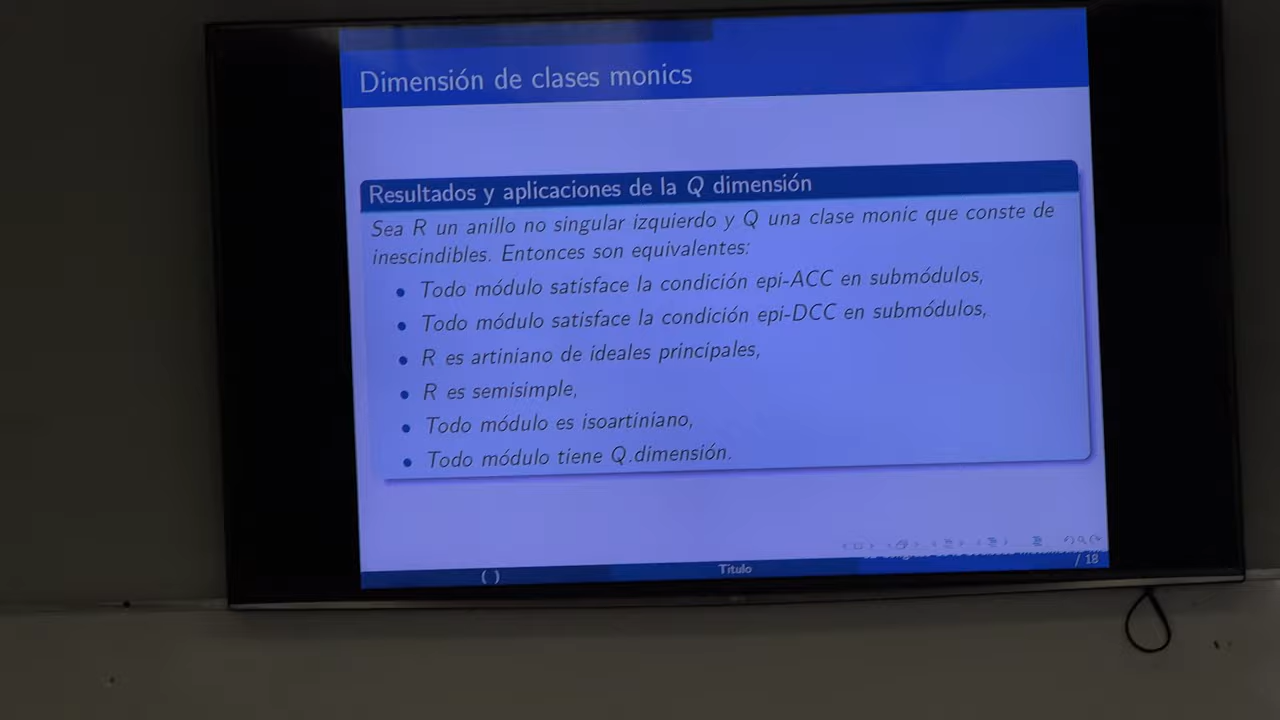 Dimensión de clases monics
Resultados y aplicaciones de la Q dimensión
Sea R un anillo no singular izquierdo y Q una clase monic que conste de
inescindibles. Entonces son equivalentes:
Todo módulo satisface la condición epi-ACC en submódulos,
Todo módulo satisface la condición epi-DCC en submódulos,
R es artiniano de ideales principales,
R es semisimple,
Todo módulo es isoartiniano,
Todo módulo tiene Q.dimensión.
( )
Título
/ 18